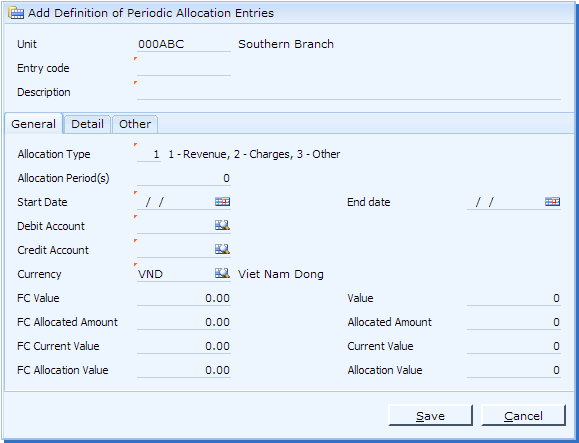 Add Definition of Periodic Allocation Entries
Unit 000ABC Southern Branch
Entry code
Description
General Detail Other
Allocation Type 1 1 - Revenue, 2 - Charges, 3 - Other
Allocation Period(s) 0
Start Date / / End date / /
Debit Account
Credit Account
Currency VND Viet Nam Dong
FC Value 0.00 Value 0
FC Allocated Amount 0.00 Allocated Amount 0
FC Current Value 0.00 Current Value 0
FC Allocation Value 0.00 Allocation Value 0
Save Cancel